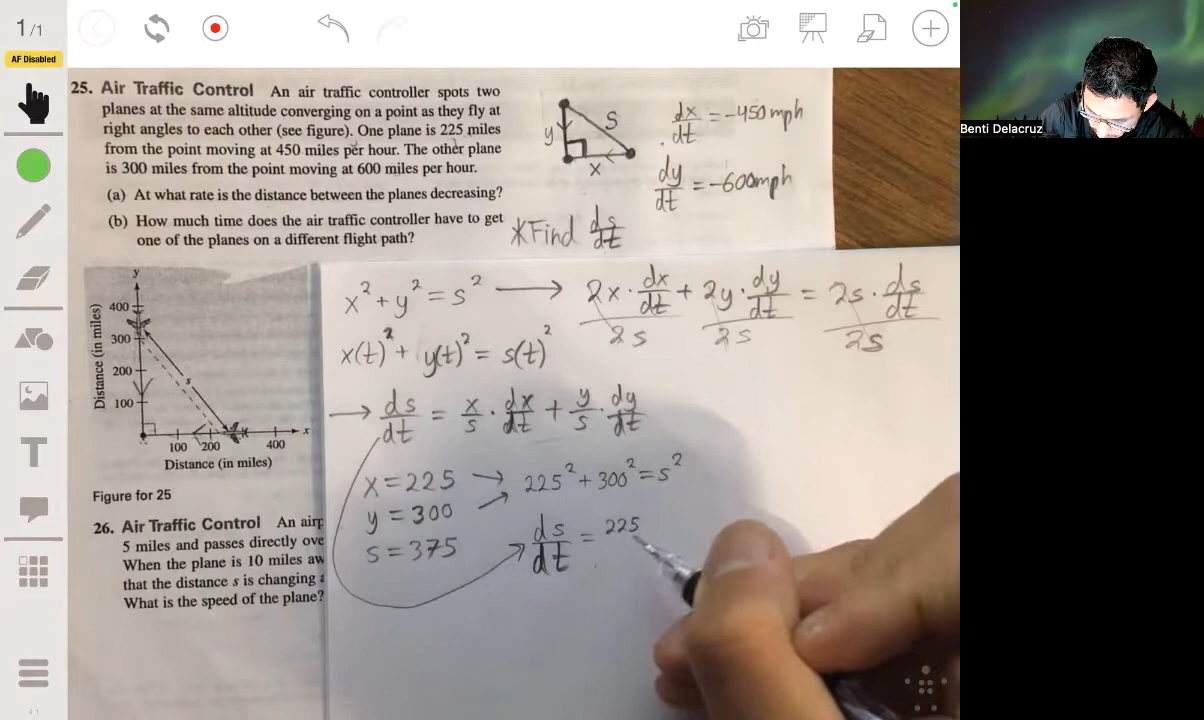 1/1
AF Disabled
25. Air Traffic Control An air traffic controller spots two
planes at the same altitude converging on a point as they fly at
right angles to each other (see figure). One plane is 225 miles
from the point moving at 450 miles per hour. The other plane
is 300 miles from the point moving at 600 miles per hour.
(a) At what rate is the distance between the planes decreasing?
(b) How much time does the air traffic controller have to get
one of the planes on a different flight path?
y
S
x
dx/dt = -450 mph
dy/dt = -600mph
*Find ds/dt
Benti Delacruz
y
400
300
200
100
s
x
100 200 400
Distance (in miles)
Distance (in miles)
Figure for 25
x² + y² = s² → 2x · dx/dt / 2s + 2y · dy/dt / 2s = 2s · ds/dt / 2s
x(t)² + y(t)² = s(t)²
→ ds/dt = x/s · dx/dt + y/s · dy/dt
x = 225 → 225² + 300² = s²
y = 300 →
s = 375
ds/dt = 225
26. Air Traffic Control An airp
5 miles and passes directly ove
When the plane is 10 miles aw
that the distance s is changing a
What is the speed of the plane?
T